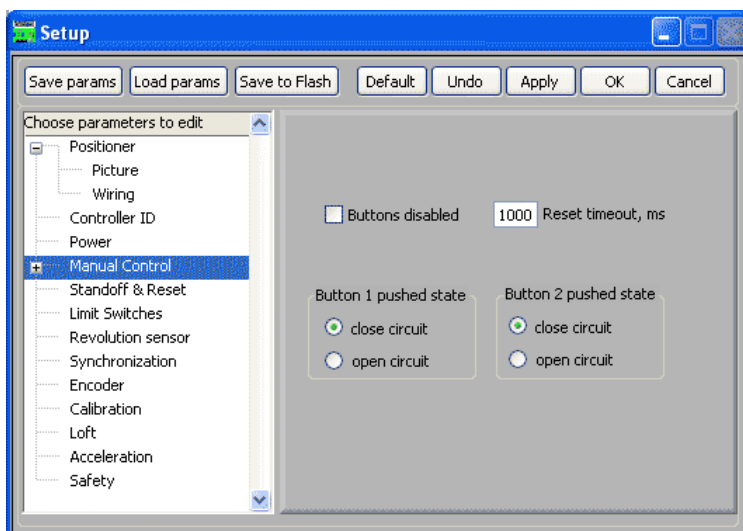 Setup
Save params Load params Save to Flash Default Undo Apply OK Cancel
Choose parameters to edit
Positioner
Picture
Wiring
Controller ID
Power
Manual Control
Standoff & Reset
Limit Switches
Revolution sensor
Synchronization
Encoder
Calibration
Loft
Acceleration
Safety
Buttons disabled 1000 Reset timeout, ms
Button 1 pushed state
close circuit
open circuit
Button 2 pushed state
close circuit
open circuit